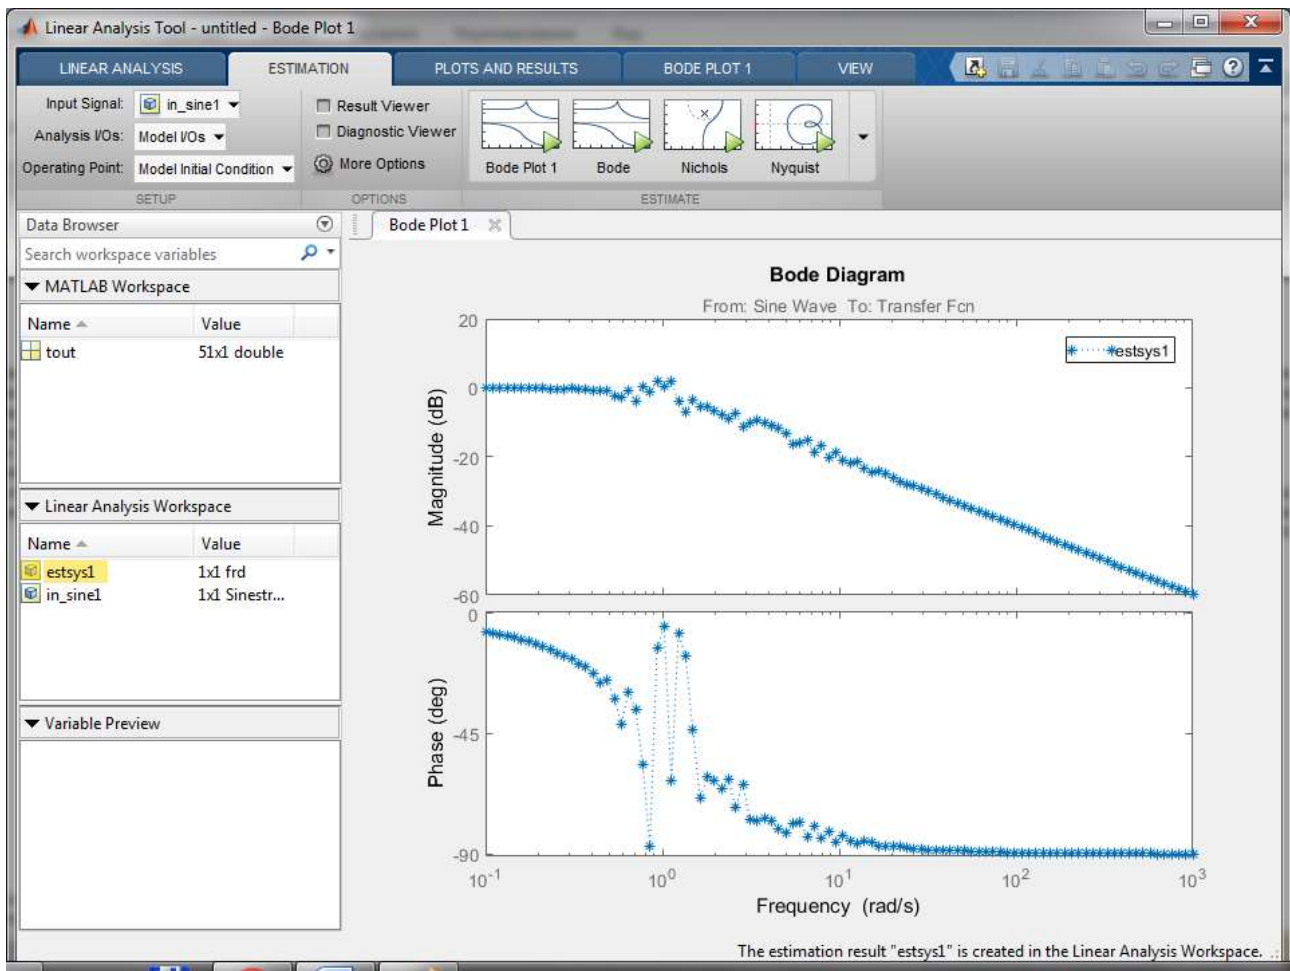 Linear Analysis Tool - untitled - Bode Plot 1
LINEAR ANALYSIS ESTIMATION PLOTS AND RESULTS BODE PLOT 1 VIEW
Input Signal: in_sine1
Analysis I/Os: Model I/Os
Operating Point: Model Initial Condition
SETUP
Result Viewer
Diagnostic Viewer
More Options
OPTIONS
Bode Plot 1 Bode Nichols Nyquist
ESTIMATE
Data Browser
Search workspace variables
MATLAB Workspace
Name Value
tout 51x1 double
Linear Analysis Workspace
Name Value
estsys1 1x1 frd
in_sine1 1x1 Sinestr...
Variable Preview
Bode Plot 1
Bode Diagram
From: Sine Wave To: Transfer Fcn
estsys1
Magnitude (dB)
20
0
-20
-40
-60
Phase (deg)
0
-45
-90
10^-1 10^0 10^1 10^2 10^3
Frequency (rad/s)
The estimation result "estsys1" is created in the Linear Analysis Workspace.